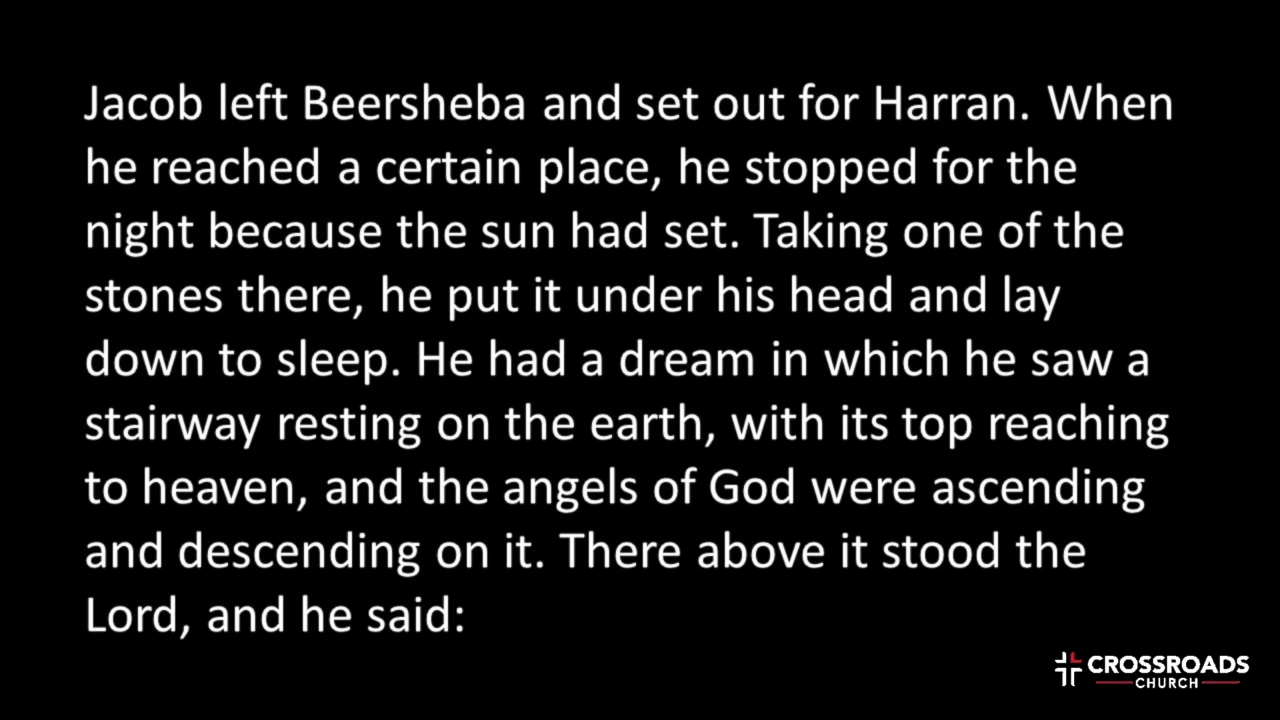 Jacob left Beersheba and set out for Harran. When
he reached a certain place, he stopped for the
night because the sun had set. Taking one of the
stones there, he put it under his head and lay
down to sleep. He had a dream in which he saw a
stairway resting on the earth, with its top reaching
to heaven, and the angels of God were ascending
and descending on it. There above it stood the
Lord, and he said:
CROSSROADS
CHURCH